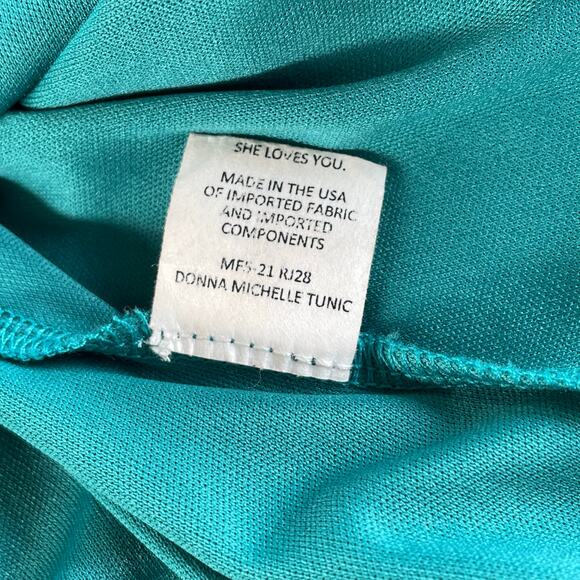 SHE LOVES YOU.
MADE IN THE USA
OF IMPORTED FABRIC
AND IMPORTED
COMPONENTS
MFS-21 RJ28
DONNA MICHELLE TUNIC